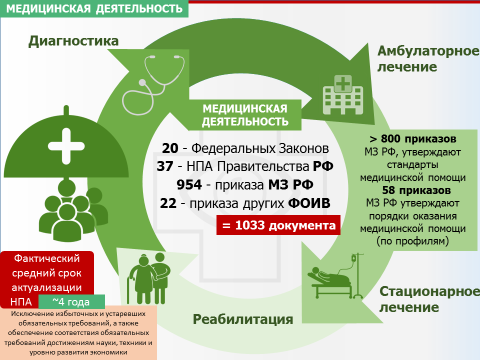 МЕДИЦИНСКАЯ ДЕЯТЕЛЬНОСТЬ
Диагностика
Амбулаторное
лечение
МЕДИЦИНСКАЯ
ДЕЯТЕЛЬНОСТЬ
20 - Федеральных Законов
37 - НПА Правительства РФ
954 - приказа МЗ РФ
22 - приказа других ФОИВ
= 1033 документа
> 800 приказов
МЗ РФ, утверждают
стандарты
медицинской помощи
58 приказов
МЗ РФ утверждают
порядки оказания
медицинской помощи
(по профилям)
Фактический
средний срок
актуализации
НПА ~4 года
Исключение избыточных и устаревших
обязательных требований, а также
обеспечение соответствия обязательных
требований достижениям науки, техники и
уровню развития экономики
Реабилитация
Стационарное
лечение